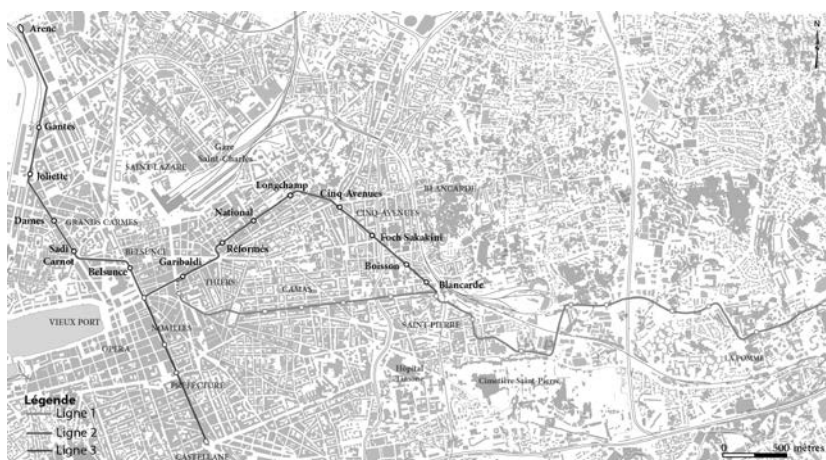 Arenc
N
Gantès
Gare
Saint-Charles
SAINT-LAZARE
Joliette
Longchamp
Cinq-Avenues
BLANCARDE
National
CINQ-AVENUES
Dames
GRANDS CARMES
Foch Sakakini
Réformés
Sadi
Carnot
BELSUNCE
Garibaldi
Belsunce
Boisson
Blancarde
THIERS
CAMAS
VIEUX PORT
NOAILLES
SAINT-PIERRE
OPÉRA
LA POMME
Hôpital
Timone
PRÉFECTURE
Cimetière Saint-Pierre
Légende
Ligne 1
Ligne 2
Ligne 3
CASTELLANE
0 500 mètres